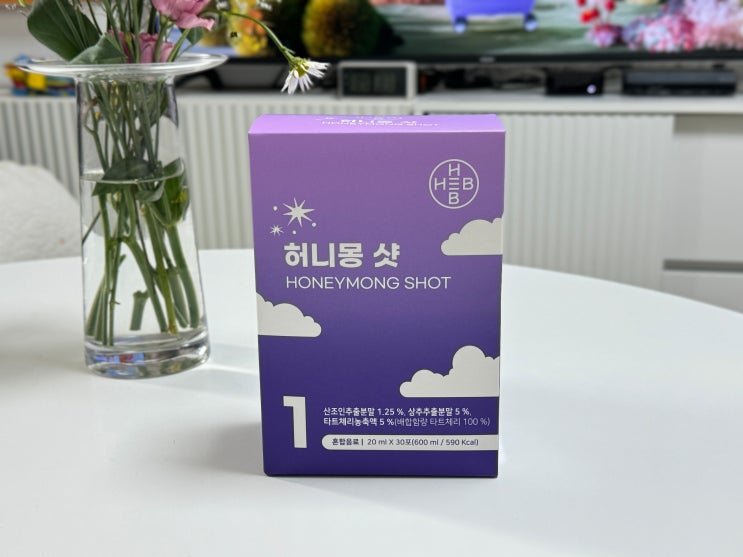 HONEYMONG SHOT
HEB
허니몽 샷
HONEYMONG SHOT
1
산조인추출분말 1.25 %, 상추추출분말 5 %,
타트체리농축액 5 %(배합함량 타트체리 100 %)
혼합음료 | 20 ml X 30포(600 ml / 590 Kcal)